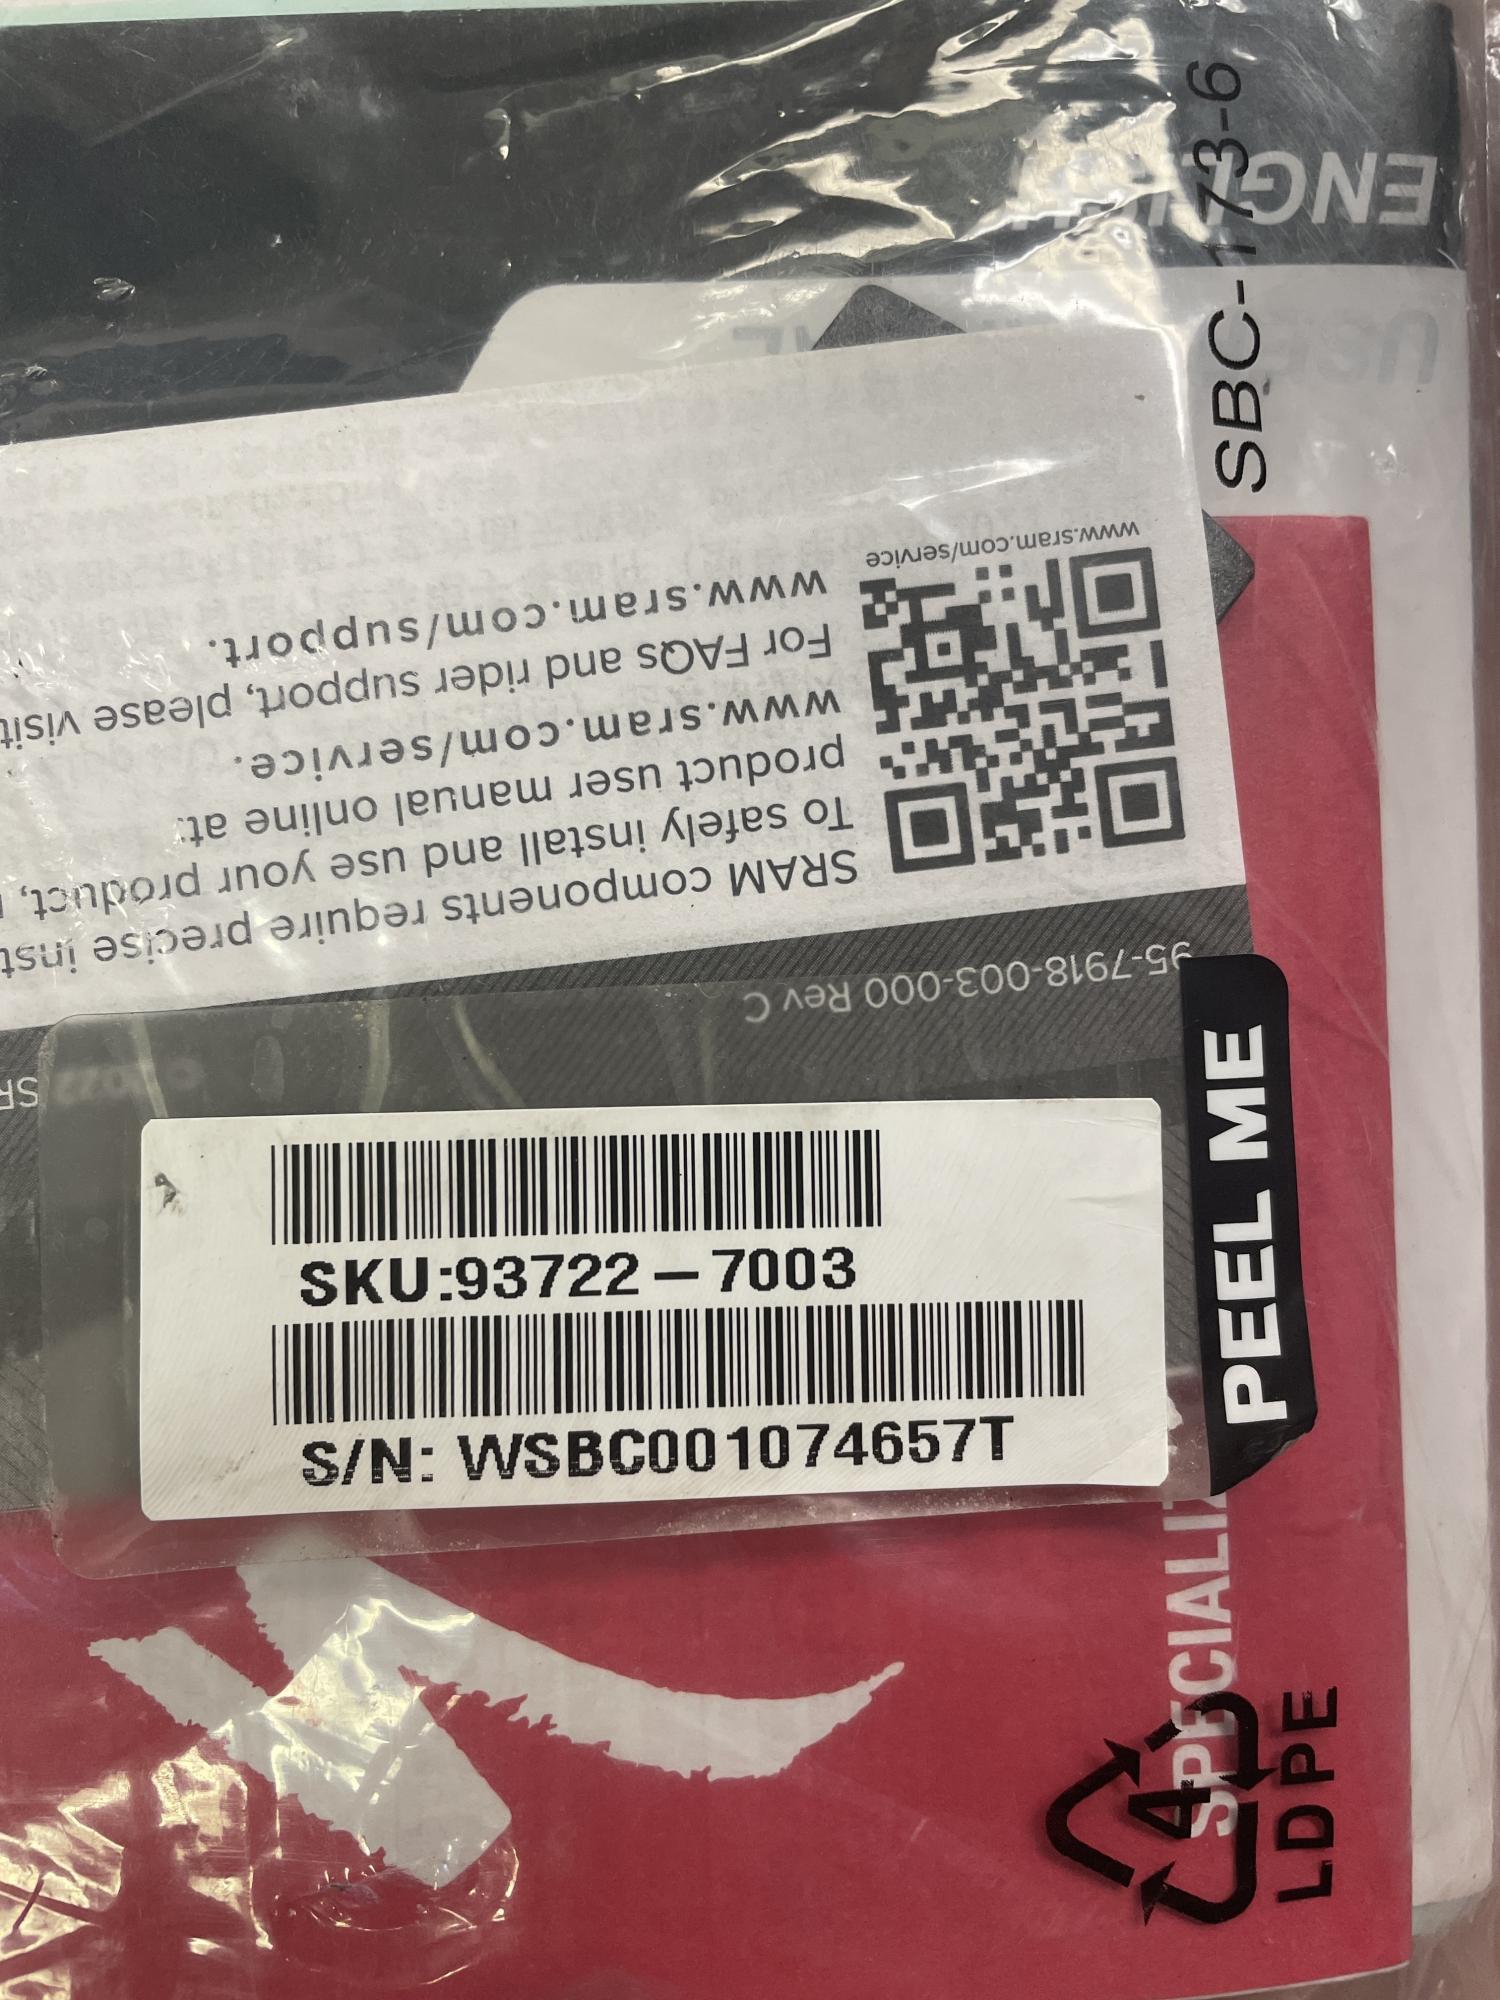 SBC-173-6
ENGLISH
www.sram.com/service
SRAM components require precise
To safely install and use your product,
product user manual online at:
www.sram.com/service.
For FAQs and rider support, please visit
www.sram.com/support.
95-7918-003-000 Rev C
PEEL ME
SKU:93722-7003
S/N: WSBC001074657T
4
LDPE